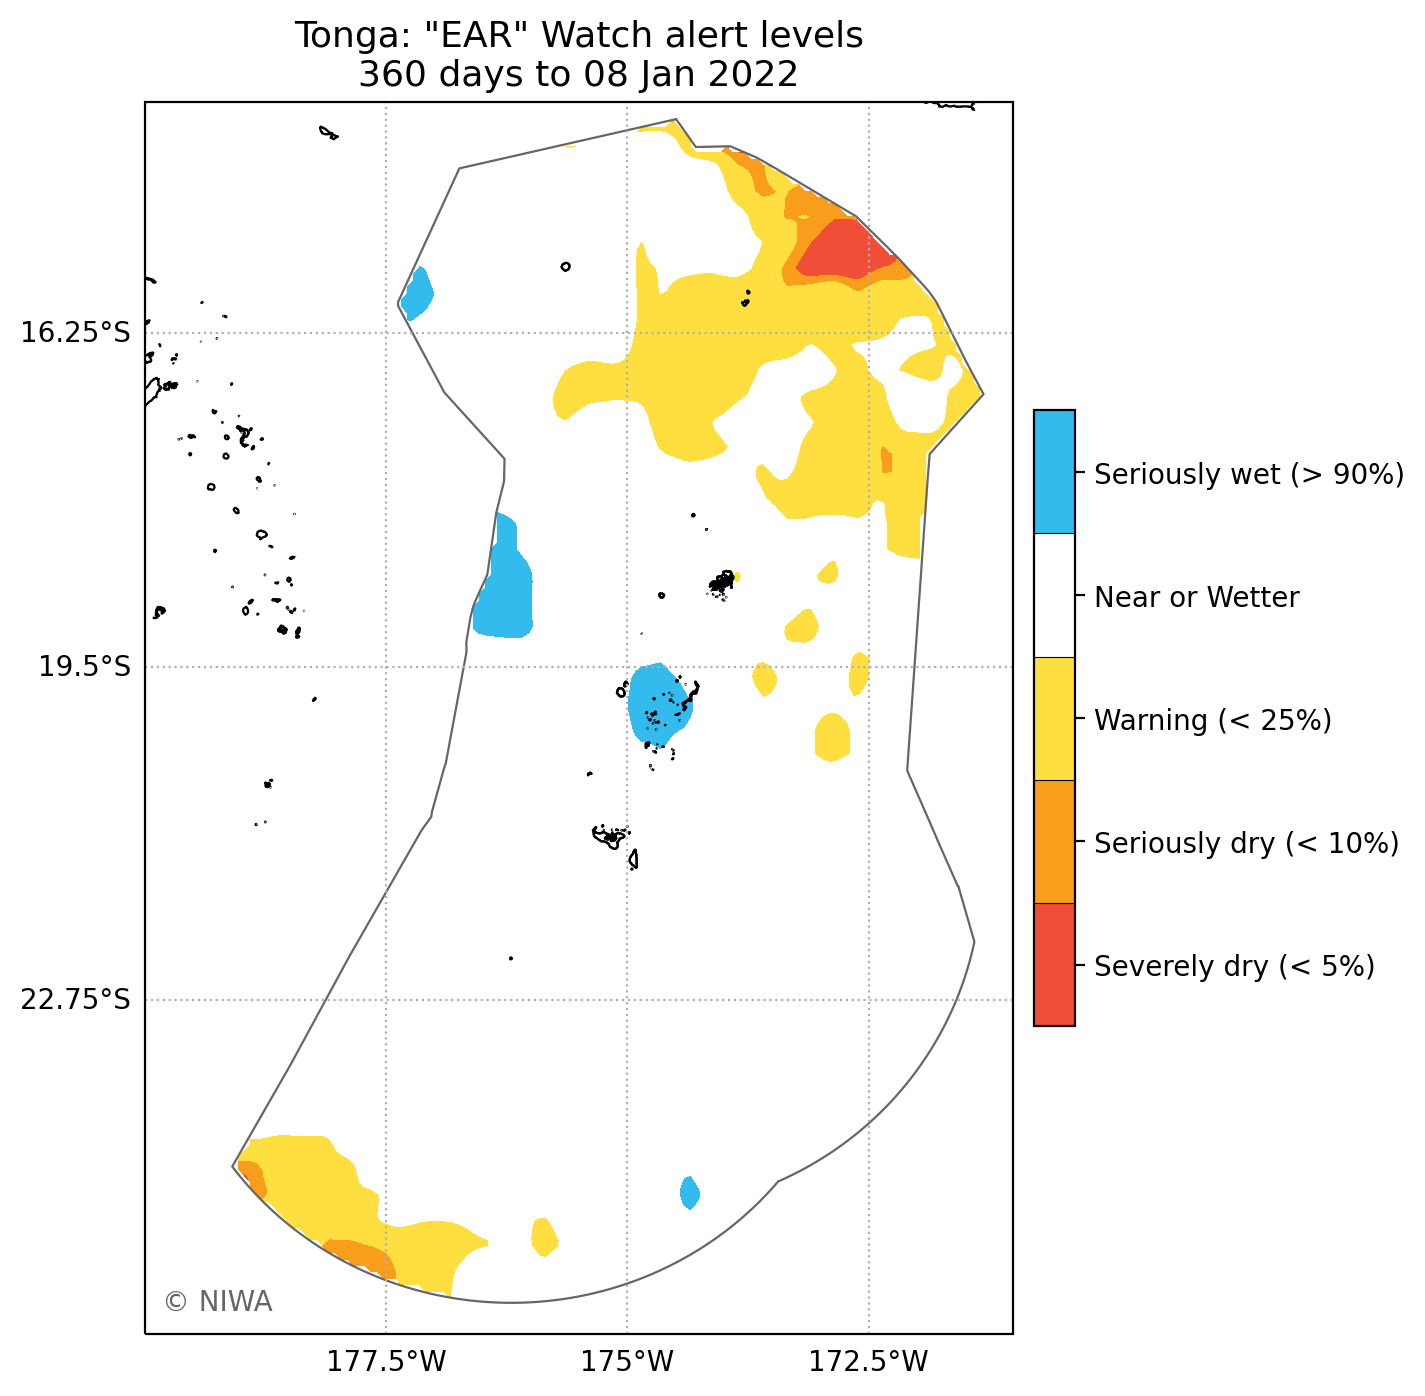 Tonga: "EAR" Watch alert levels
360 days to 08 Jan 2022
16.25°S
19.5°S
22.75°S
177.5°W
175°W
172.5°W
Seriously wet (> 90%)
Near or Wetter
Warning (< 25%)
Seriously dry (< 10%)
Severely dry (< 5%)
© NIWA